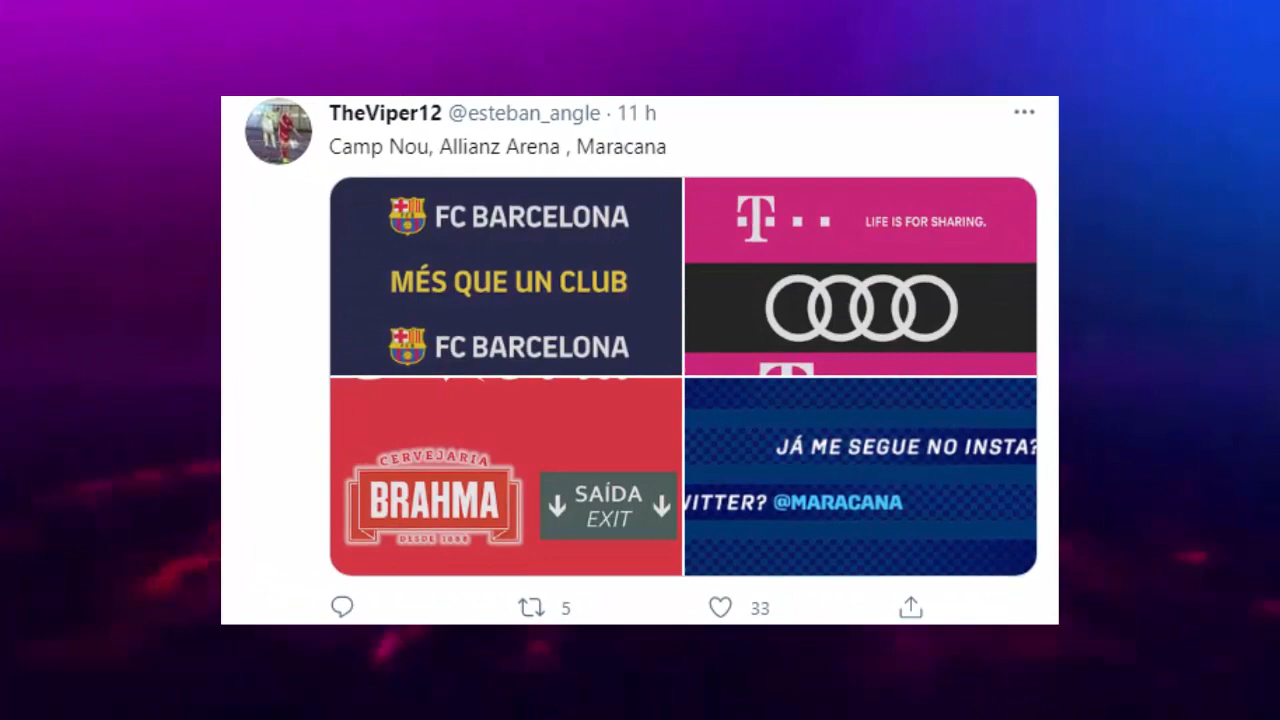 TheViper12 @esteban_angle · 11 h
Camp Nou, Allianz Arena , Maracana
FC BARCELONA
MÉS QUE UN CLUB
FC BARCELONA
T
LIFE IS FOR SHARING.
CERVEJARIA
BRAHMA
DESDE 1888
SAÍDA
EXIT
JÁ ME SEGUE NO INSTA?
@MARACANA
5
33